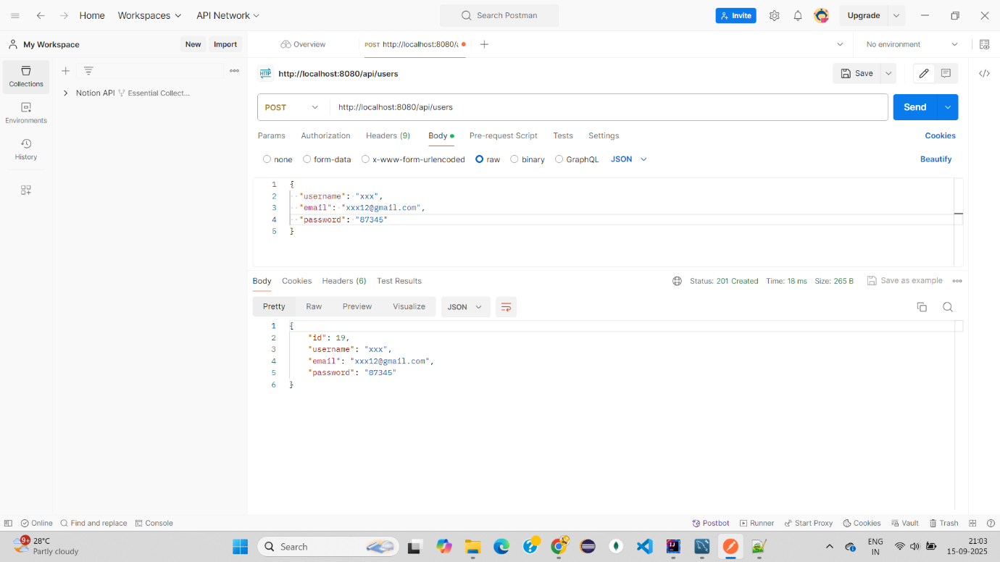 Home Workspaces API Network Search Postman Invite Upgrade
My Workspace New Import Overview POST http://localhost:8080/a No environment
Collections
Notion API Essential Collect...
Environments
History
HTTP http://localhost:8080/api/users Save
POST http://localhost:8080/api/users Send
Params Authorization Headers (9) Body Pre-request Script Tests Settings Cookies
none form-data x-www-form-urlencoded raw binary GraphQL JSON Beautify
1 {
2 "username": "xxx",
3 "email": "xxx12@gmail.com",
4 "password": "87345"
5 }
Body Cookies Headers (6) Test Results Status: 201 Created Time: 18 ms Size: 265 B Save as example
Pretty Raw Preview Visualize JSON
1 {
2 "id": 19,
3 "username": "xxx",
4 "email": "xxx12@gmail.com",
5 "password": "87345"
6 }
Online Find and replace Console Postbot Runner Start Proxy Cookies Vault Trash
9+ 28°C
Partly cloudy
Search
ENG
IN
21:03
15-09-2025